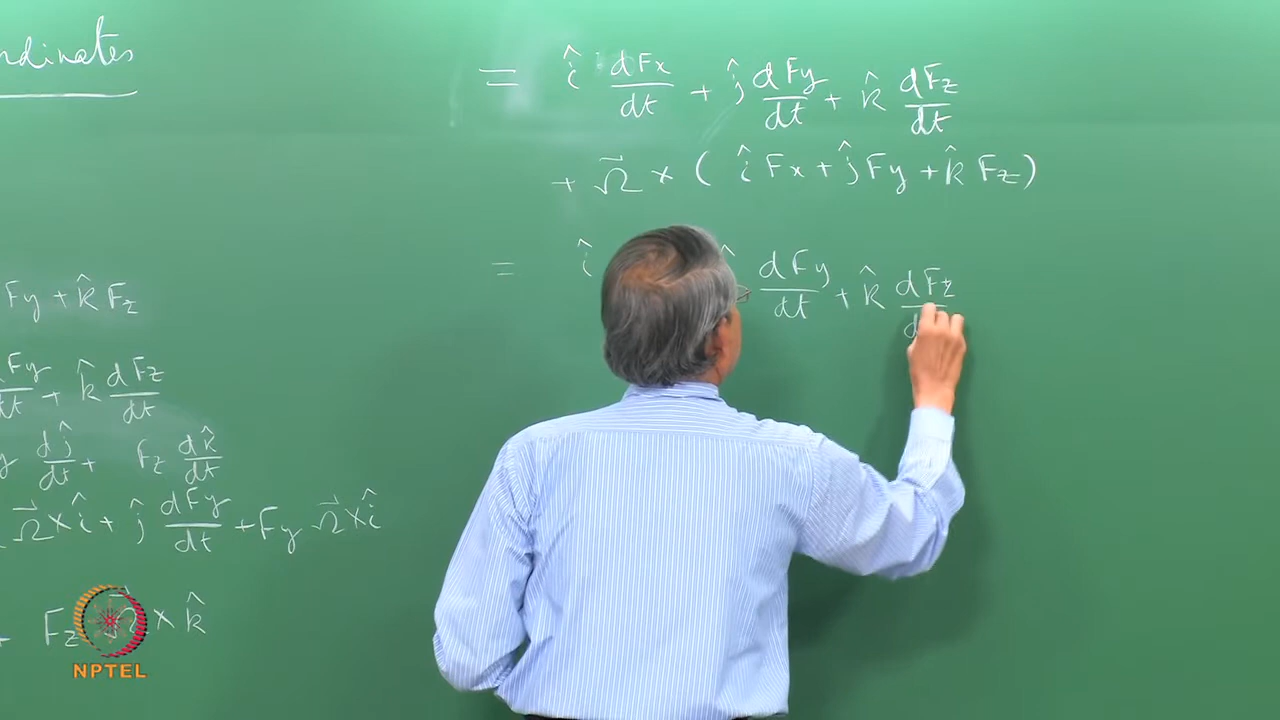 rdinates
Fy + k̂ Fz
Fy/dt + k̂ dFz/dt
y dĵ/dt + Fz dk̂/dt
Ω⃗ × î + ĵ dFy/dt + Fy Ω⃗ × î
+ Fz Ω⃗ × k̂
NPTEL
= î dFx/dt + ĵ dFy/dt + k̂ dFz/dt
+ Ω⃗ × ( î Fx + ĵ Fy + k̂ Fz )
= î dFy/dt + k̂ dFz/d